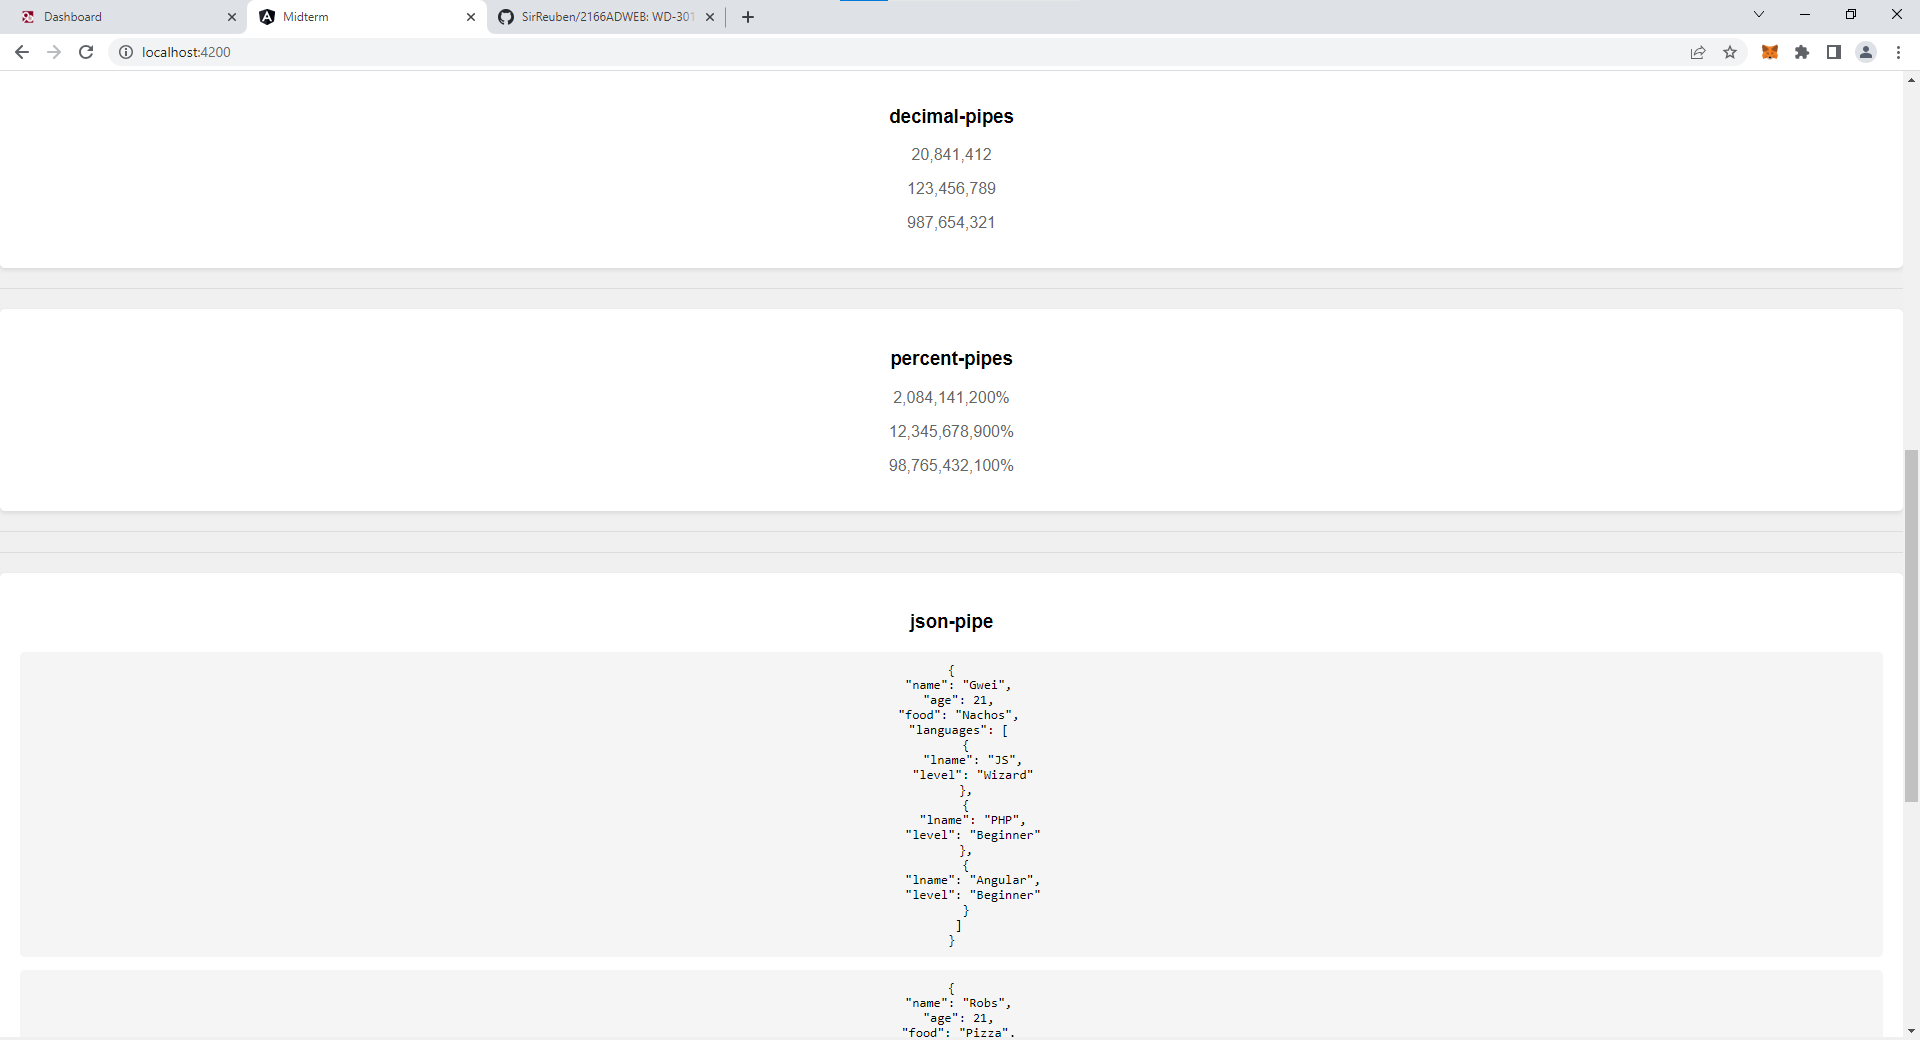 Dashboard
Midterm
SirReuben/2166ADWEB: WD-301
localhost:4200
decimal-pipes
20,841,412
123,456,789
987,654,321
percent-pipes
2,084,141,200%
12,345,678,900%
98,765,432,100%
json-pipe
{
"name": "Gwei",
"age": 21,
"food": "Nachos",
"languages": [
{
"lname": "JS",
"level": "Wizard"
},
{
"lname": "PHP",
"level": "Beginner"
},
{
"lname": "Angular",
"level": "Beginner"
}
]
}
{
"name": "Robs",
"age": 21,
"food": "Pizza",